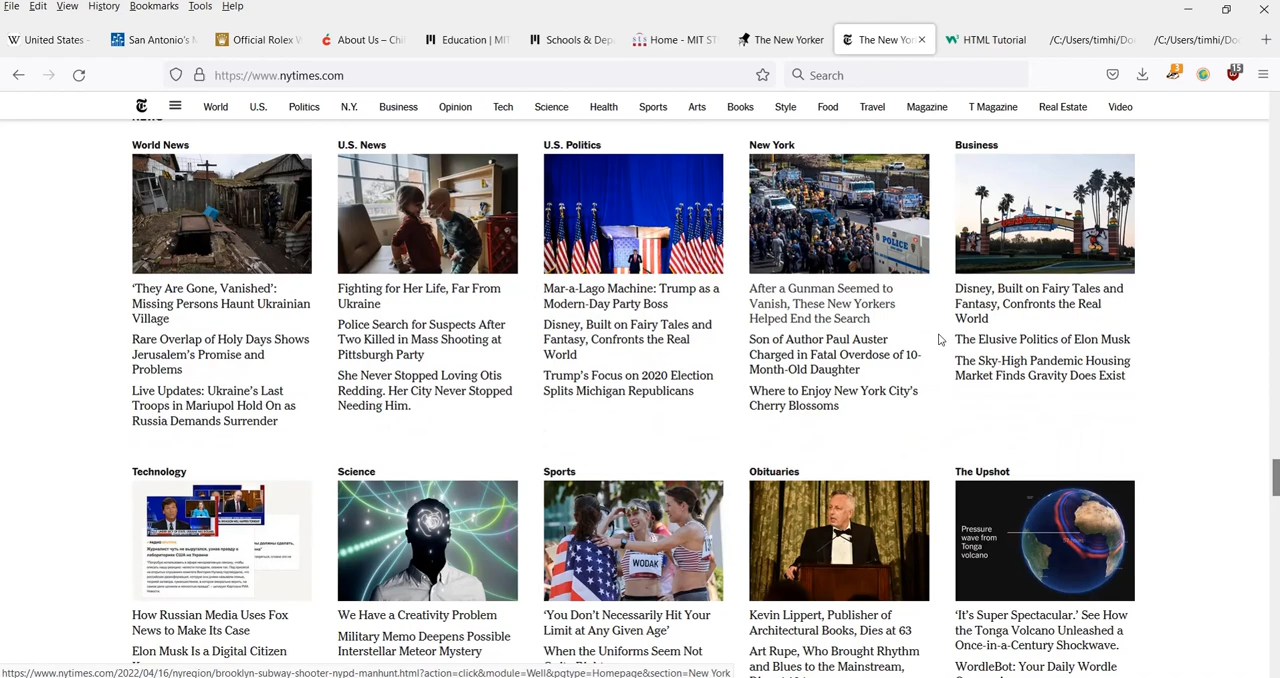 File Edit View History Bookmarks Tools Help
United States - San Antonio's Official Rolex About Us – Chi Education | MIT Schools & Dep Home - MIT ST The New Yorker The New Yor HTML Tutorial /C:/Users/timhi/Do /C:/Users/timhi/Do
https://www.nytimes.com Search 3 15
World U.S. Politics N.Y. Business Opinion Tech Science Health Sports Arts Books Style Food Travel Magazine T Magazine Real Estate Video
World News
'They Are Gone, Vanished':
Missing Persons Haunt Ukrainian
Village
Rare Overlap of Holy Days Shows
Jerusalem's Promise and
Problems
Live Updates: Ukraine's Last
Troops in Mariupol Hold On as
Russia Demands Surrender
U.S. News
Fighting for Her Life, Far From
Ukraine
Police Search for Suspects After
Two Killed in Mass Shooting at
Pittsburgh Party
She Never Stopped Loving Otis
Redding. Her City Never Stopped
Needing Him.
U.S. Politics
Mar-a-Lago Machine: Trump as a
Modern-Day Party Boss
Disney, Built on Fairy Tales and
Fantasy, Confronts the Real
World
Trump's Focus on 2020 Election
Splits Michigan Republicans
New York
POLICE
After a Gunman Seemed to
Vanish, These New Yorkers
Helped End the Search
Son of Author Paul Auster
Charged in Fatal Overdose of 10-
Month-Old Daughter
Where to Enjoy New York City's
Cherry Blossoms
Business
Disney, Built on Fairy Tales and
Fantasy, Confronts the Real
World
The Elusive Politics of Elon Musk
The Sky-High Pandemic Housing
Market Finds Gravity Does Exist
Technology
How Russian Media Uses Fox
News to Make Its Case
Elon Musk Is a Digital Citizen
Science
We Have a Creativity Problem
Military Memo Deepens Possible
Interstellar Meteor Mystery
Sports
WODAK
'You Don't Necessarily Hit Your
Limit at Any Given Age'
When the Uniforms Seem Not
Obituaries
Kevin Lippert, Publisher of
Architectural Books, Dies at 63
Art Rupe, Who Brought Rhythm
and Blues to the Mainstream,
The Upshot
Pressure
wave from
Tonga
volcano
'It's Super Spectacular.' See How
the Tonga Volcano Unleashed a
Once-in-a-Century Shockwave.
WordleBot: Your Daily Wordle
https://www.nytimes.com/2022/04/16/nyregion/brooklyn-subway-shooter-nypd-manhunt.html?action=click&module=Well&pgtype=Homepage&section=New York